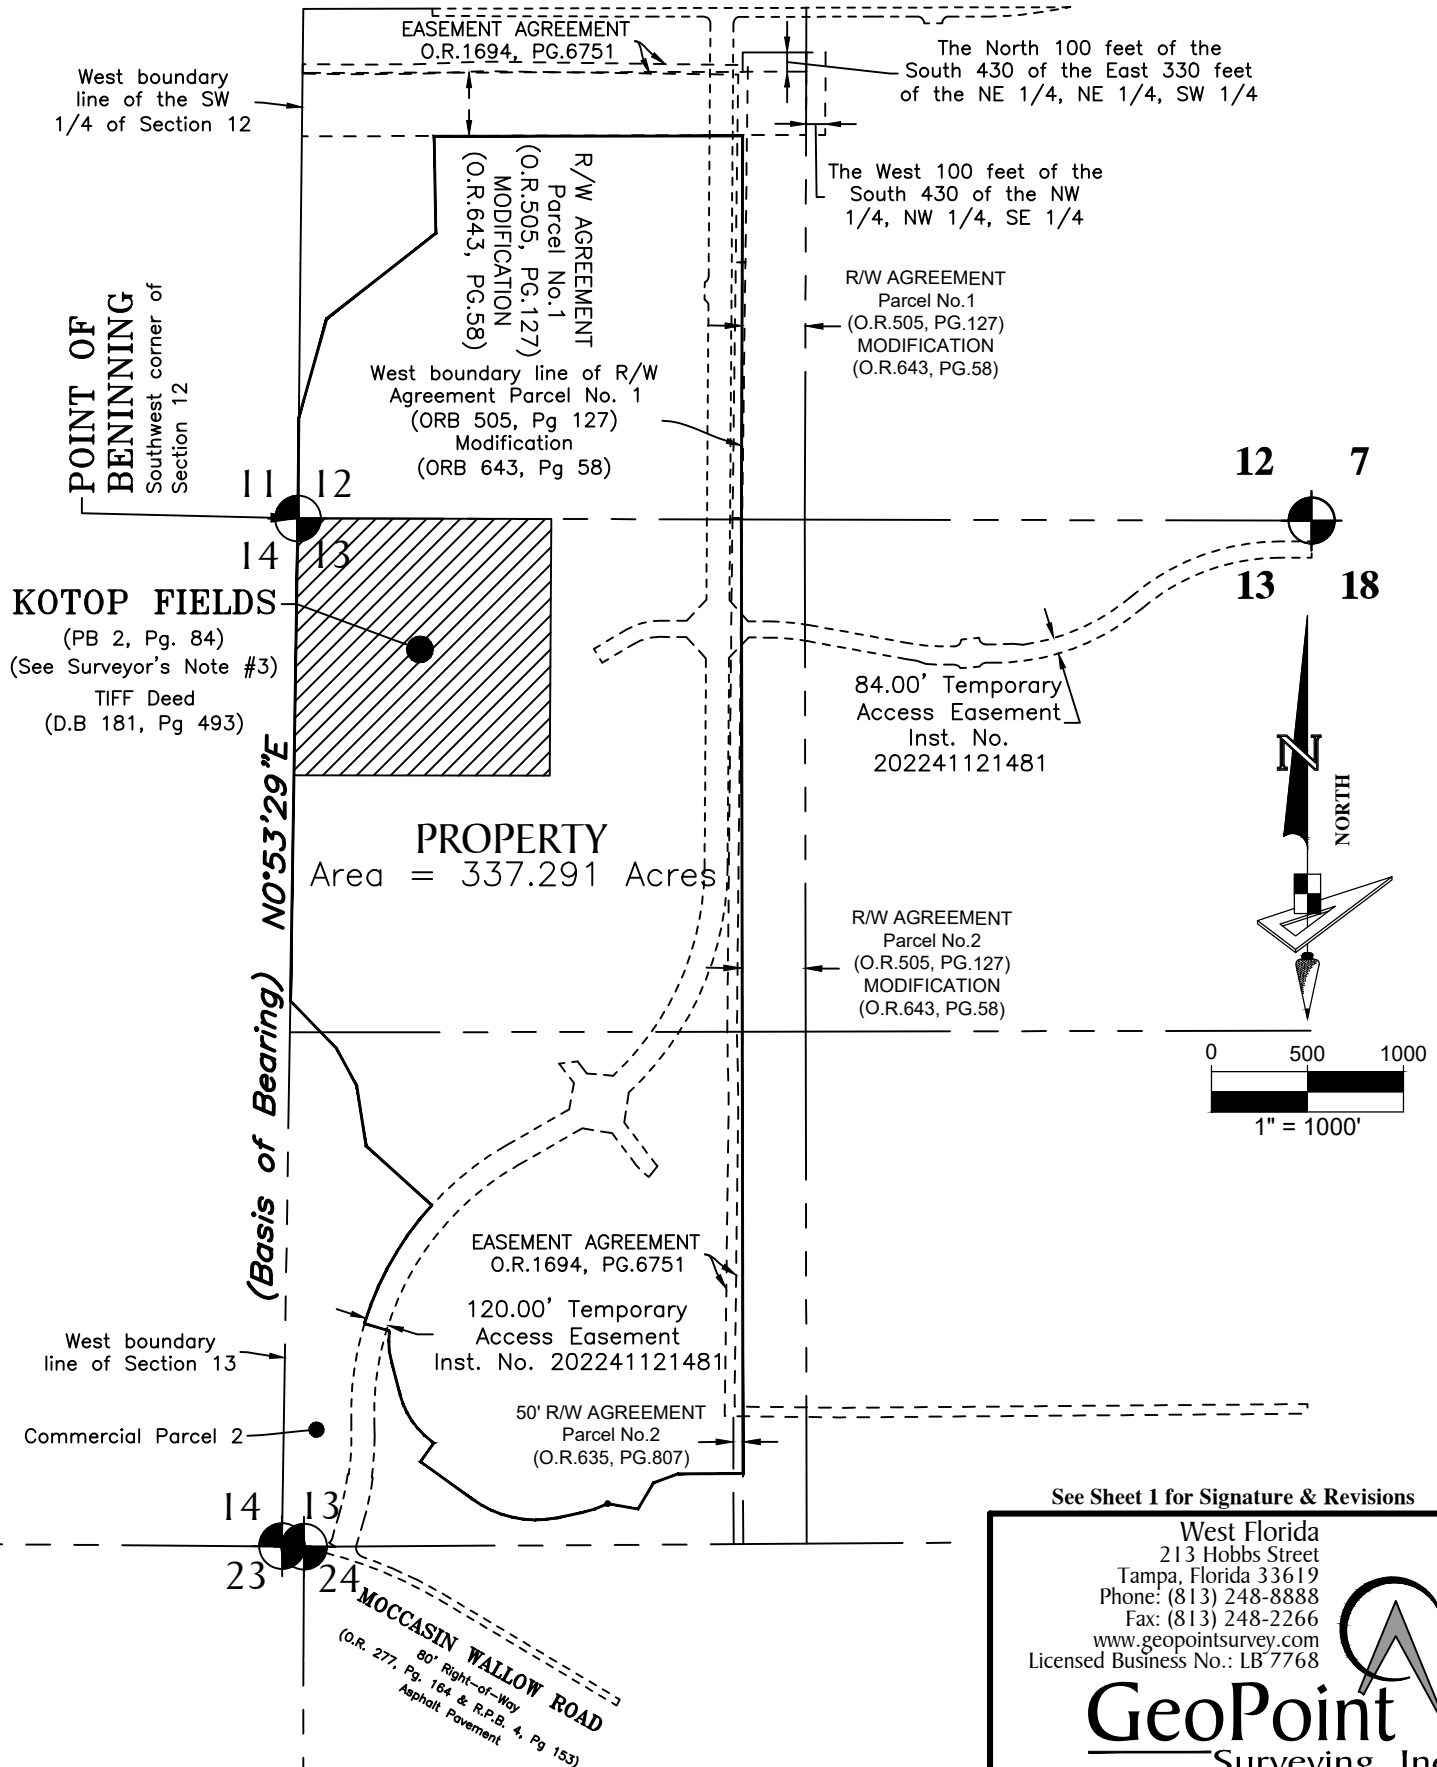 EASEMENT AGREEMENT
O.R.1694, PG.6751
The North 100 feet of the
South 430 of the East 330 feet
of the NE 1/4, NE 1/4, SW 1/4
West boundary
line of the SW
1/4 of Section 12
The West 100 feet of the
South 430 of the NW
1/4, NW 1/4, SE 1/4
R/W AGREEMENT
Parcel No.1
(O.R.505, PG.127)
MODIFICATION
(O.R.643, PG.58)
R/W AGREEMENT
Parcel No.1
(O.R.505, PG.127)
MODIFICATION
(O.R.643, PG.58)
POINT OF
BENINNING
Southwest corner of
Section 12
West boundary line of R/W
Agreement Parcel No. 1
(ORB 505, Pg 127)
Modification
(ORB 643, Pg 58)
11 12
14 13
12 7
13 18
KOTOP FIELDS
(PB 2, Pg. 84)
(See Surveyor's Note #3)
TIFF Deed
(D.B 181, Pg 493)
84.00' Temporary
Access Easement
Inst. No.
202241121481
N
NORTH
(Basis of Bearing) N0°53'29"E
PROPERTY
Area = 337.291 Acres
R/W AGREEMENT
Parcel No.2
(O.R.505, PG.127)
MODIFICATION
(O.R.643, PG.58)
0 500 1000
1" = 1000'
EASEMENT AGREEMENT
O.R.1694, PG.6751
120.00' Temporary
Access Easement
Inst. No. 202241121481
West boundary
line of Section 13
50' R/W AGREEMENT
Parcel No.2
(O.R.635, PG.807)
Commercial Parcel 2
14 13
23 24
MOCCASIN WALLOW ROAD
80' Right-of-Way
(O.R. 277, Pg. 164 & R.P.B. 4, Pg 153)
Asphalt Pavement
See Sheet 1 for Signature & Revisions
West Florida
213 Hobbs Street
Tampa, Florida 33619
Phone: (813) 248-8888
Fax: (813) 248-2266
www.geopointsurvey.com
Licensed Business No.: LB 7768
GeoPoint
Surveying, Inc